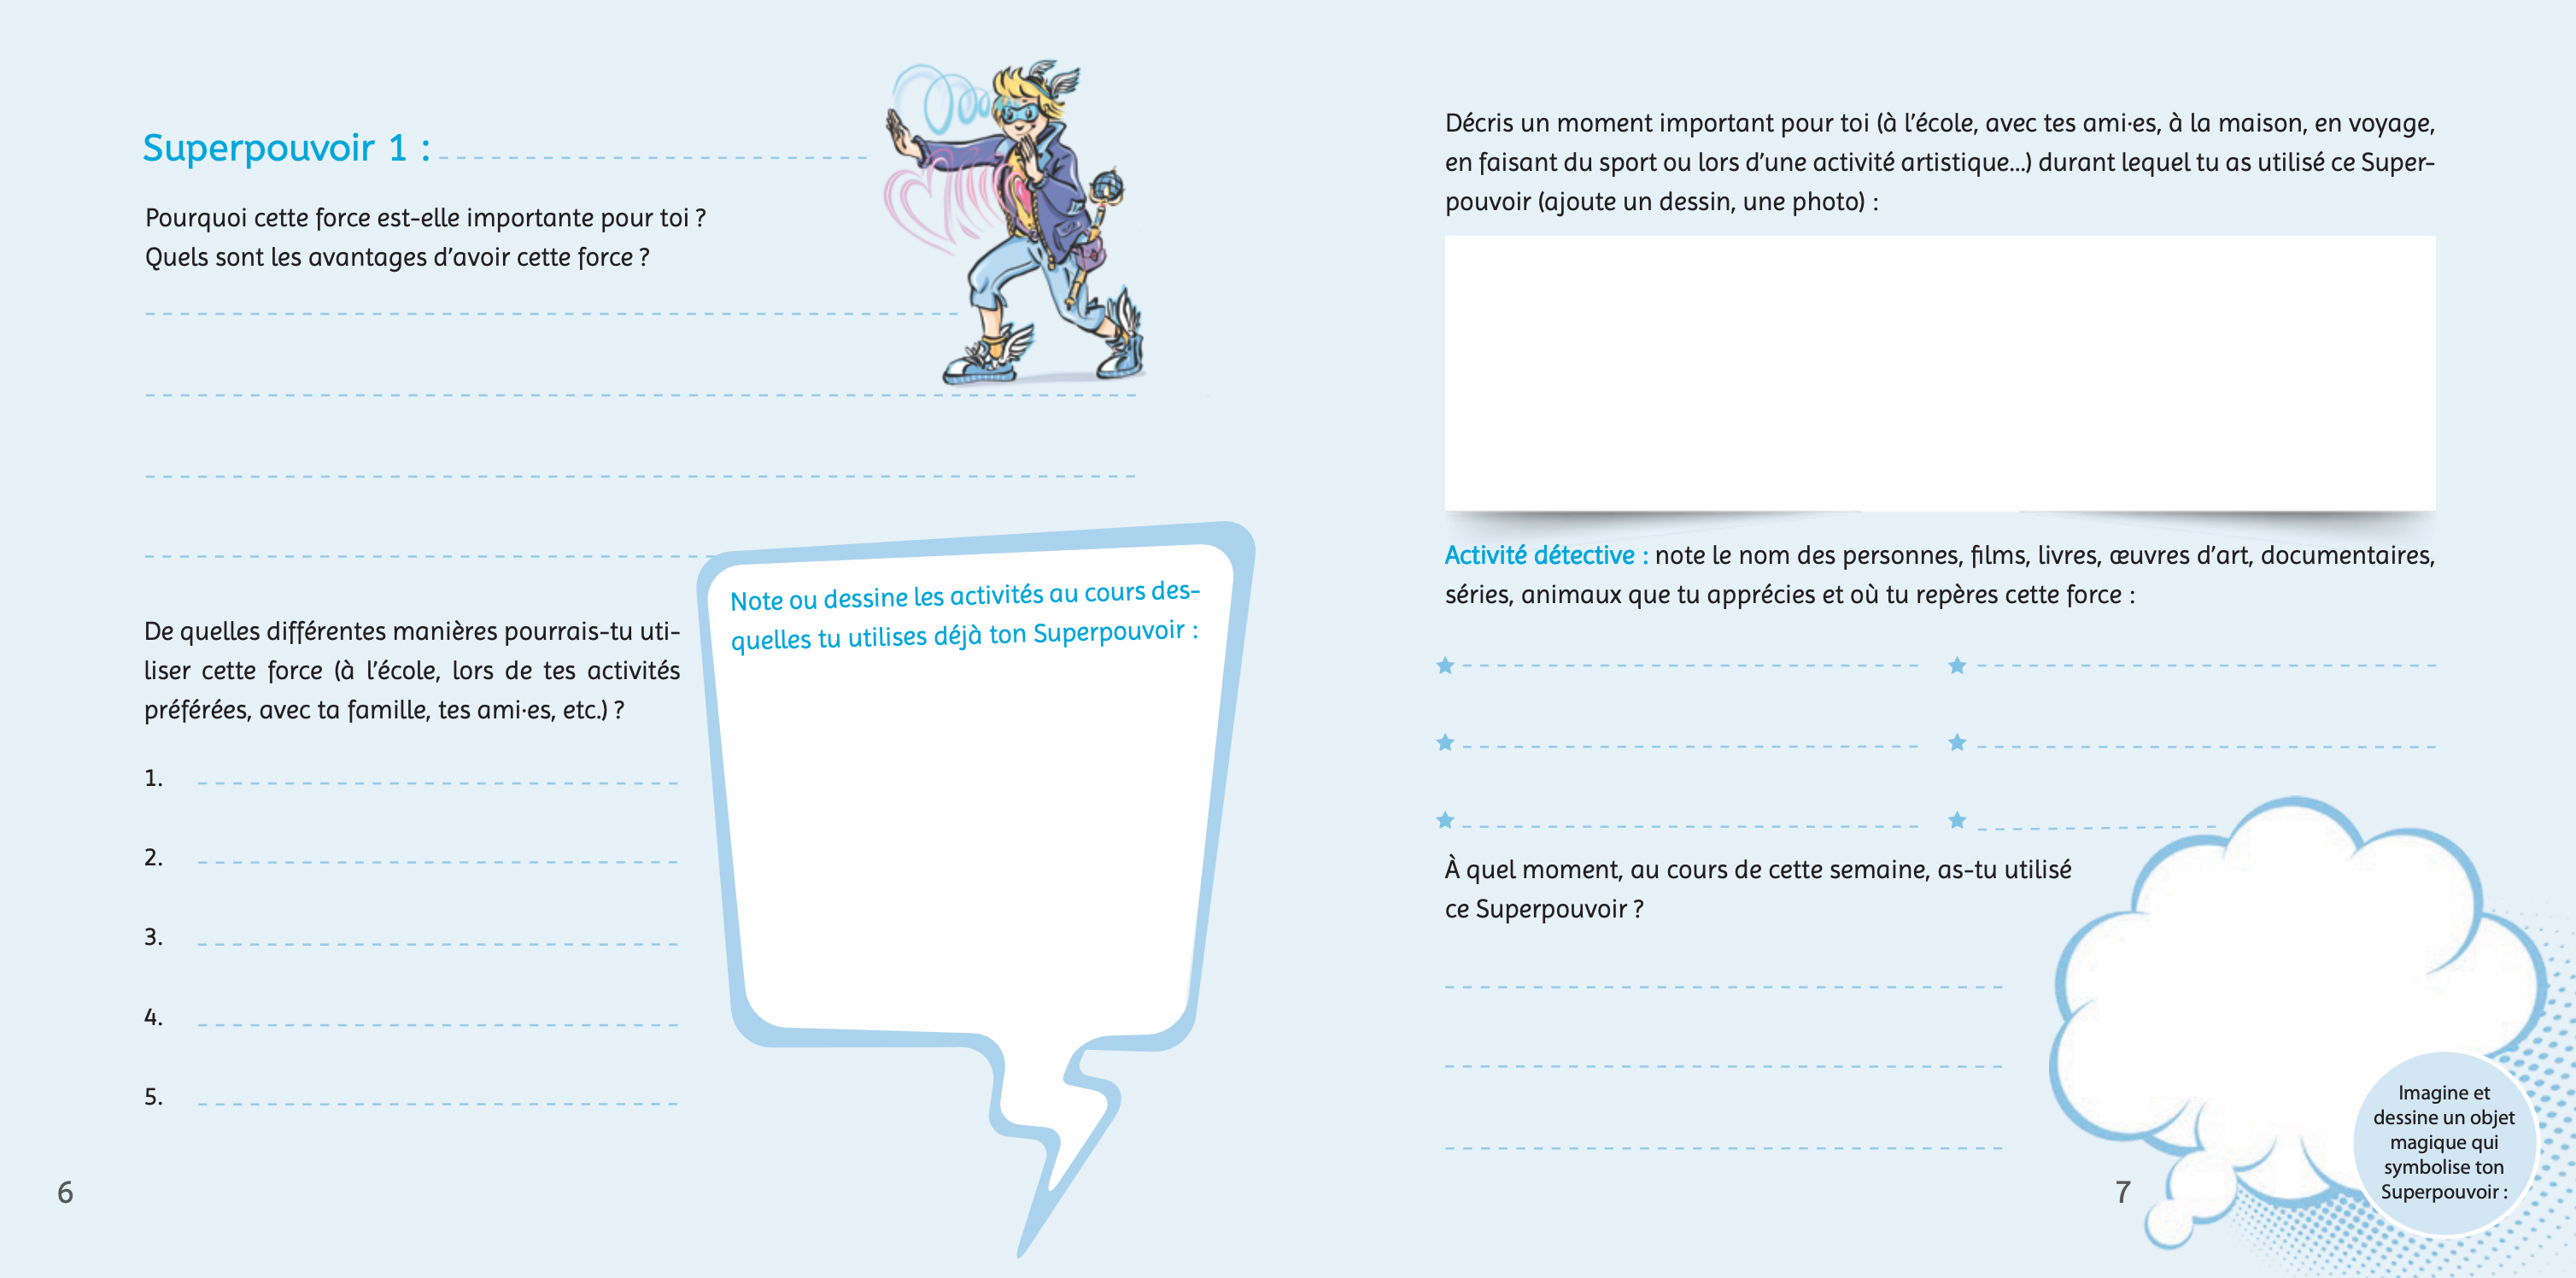 Superpouvoir 1 :
Pourquoi cette force est-elle importante pour toi ?
Quels sont les avantages d’avoir cette force ?
De quelles différentes manières pourrais-tu uti-
liser cette force (à l’école, lors de tes activités
préférées, avec ta famille, tes ami·es, etc.) ?
1.
2.
3.
4.
5.
Note ou dessine les activités au cours des-
quelles tu utilises déjà ton Superpouvoir :
6
Décris un moment important pour toi (à l’école, avec tes ami·es, à la maison, en voyage,
en faisant du sport ou lors d’une activité artistique...) durant lequel tu as utilisé ce Super-
pouvoir (ajoute un dessin, une photo) :
Activité détective : note le nom des personnes, films, livres, œuvres d’art, documentaires,
séries, animaux que tu apprécies et où tu repères cette force :
À quel moment, au cours de cette semaine, as-tu utilisé
ce Superpouvoir ?
Imagine et
dessine un objet
magique qui
symbolise ton
Superpouvoir :
7